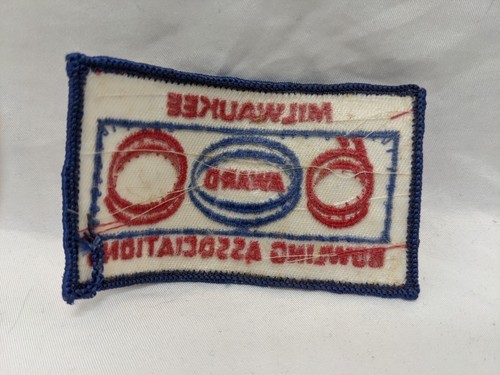 MILWAUKEE
600
AWARD
BOWLING ASSOCIATION